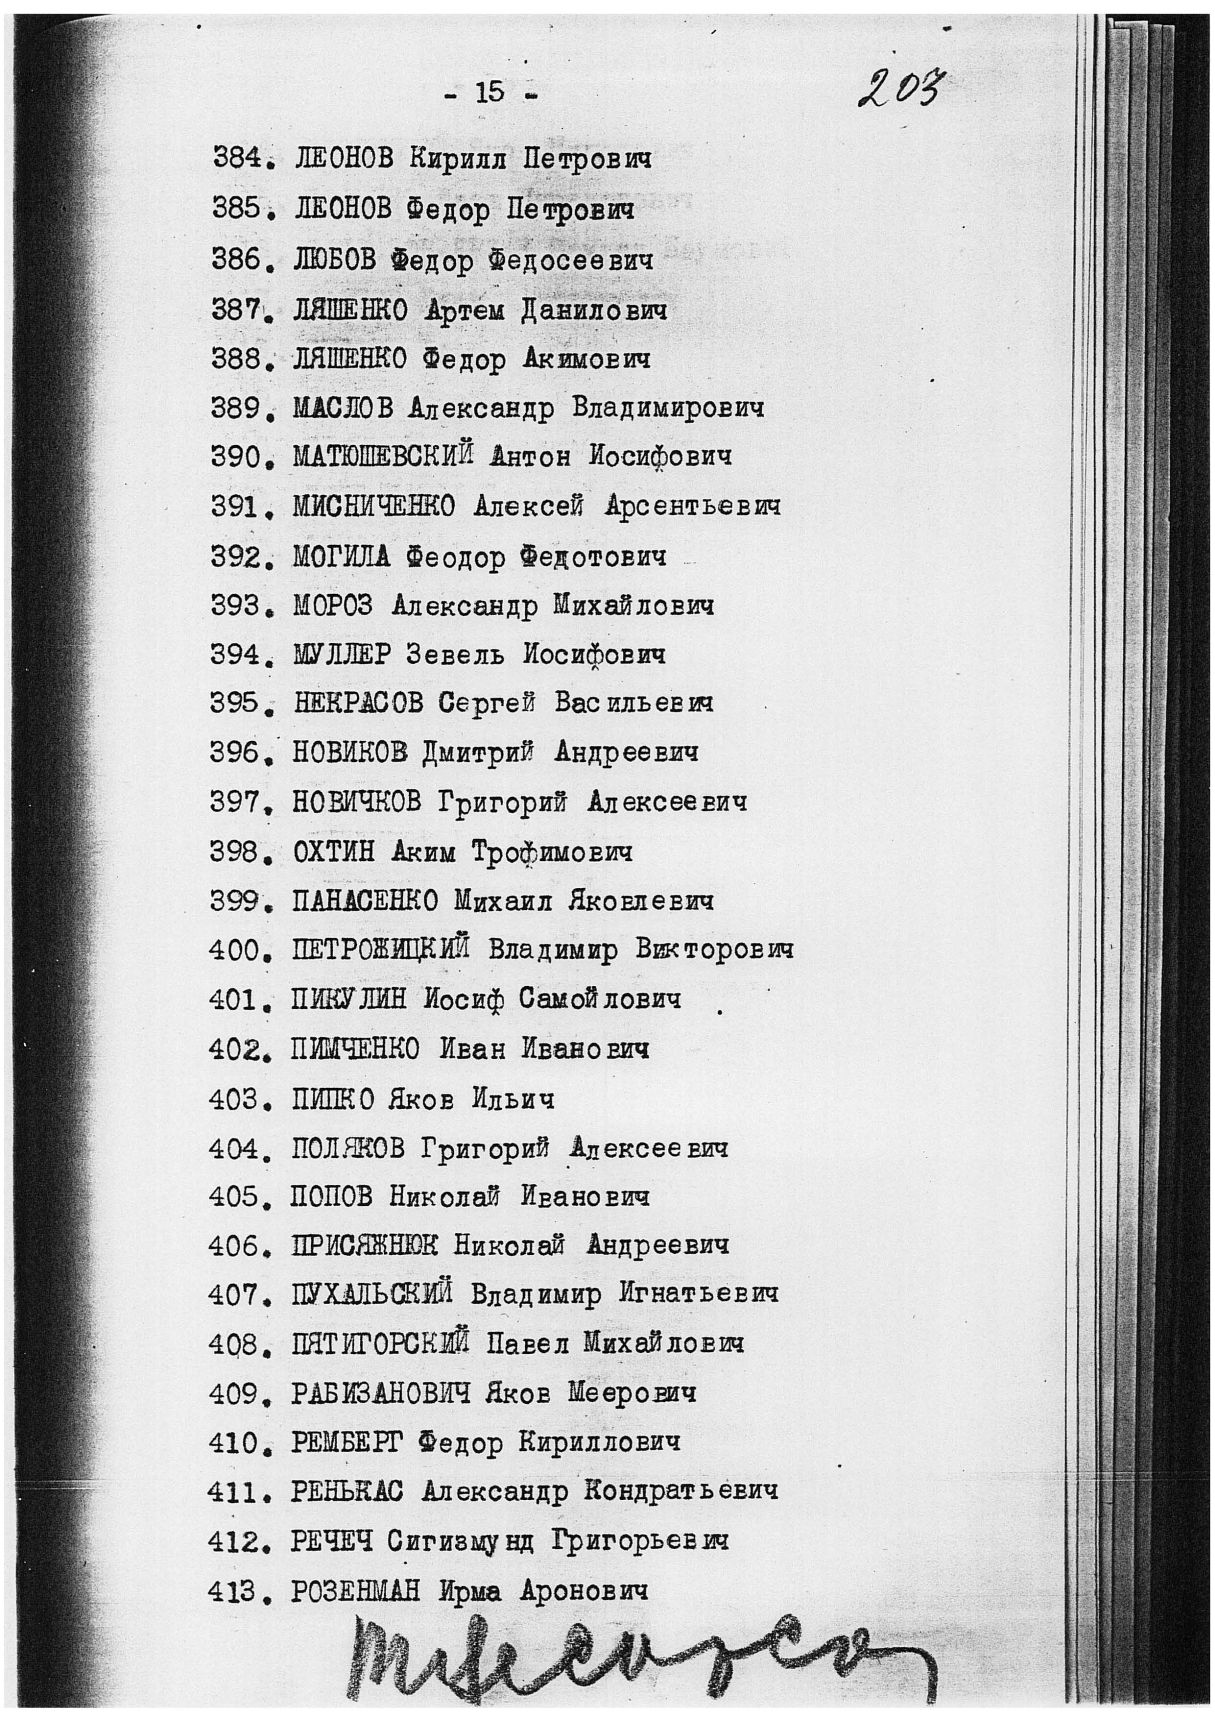 - 15 -
203
384. ЛЕОНОВ Кирилл Петрович
385. ЛЕОНОВ Федор Петрович
386. ЛЮБОВ Федор Федосеевич
387. ЛЯШЕНКО Артем Данилович
388. ЛЯШЕНКО Федор Акимович
389. МАСЛОВ Александр Владимирович
390. МАТЮШЕВСКИЙ Антон Иосифович
391. МИСНИЧЕНКО Алексей Арсентьевич
392. МОГИЛА Феодор Федотович
393. МОРОЗ Александр Михайлович
394. МУЛЛЕР Зевель Иосифович
395. НЕКРАСОВ Сергей Васильевич
396. НОВИКОВ Дмитрий Андреевич
397. НОВИЧКОВ Григорий Алексеевич
398. ОХТИН Аким Трофимович
399. ПАНАСЕНКО Михаил Яковлевич
400. ПЕТРОЖИЦКИЙ Владимир Викторович
401. ПИКУЛИН Иосиф Самойлович
402. ПИМЧЕНКО Иван Иванович
403. ПИПКО Яков Ильич
404. ПОЛЯКОВ Григорий Алексеевич
405. ПОПОВ Николай Иванович
406. ПРИСЯЖНЮК Николай Андреевич
407. ПУХАЛЬСКИЙ Владимир Игнатьевич
408. ПЯТИГОРСКИЙ Павел Михайлович
409. РАБИЗАНОВИЧ Яков Меерович
410. РЕМБЕРГ Федор Кириллович
411. РЕНЬКАС Александр Кондратьевич
412. РЕЧЕЧ Сигизмунд Григорьевич
413. РОЗЕНМАН Ирма Аронович